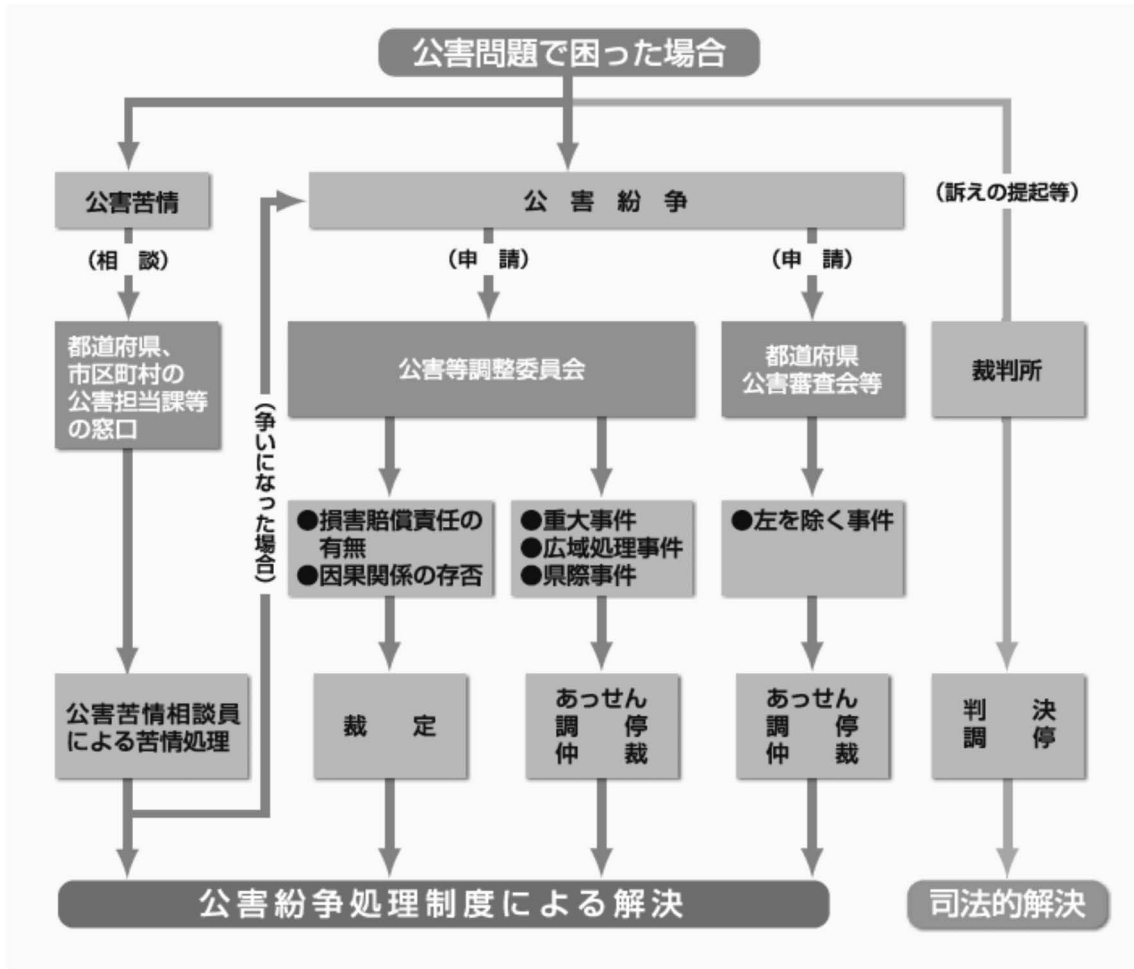 公害問題で困った場合
公害苦情
公害紛争
（訴えの提起等）
（相談）
（申請）
（申請）
都道府県、
市区町村の
公害担当課等
の窓口
公害等調整委員会
都道府県
公害審査会等
裁判所
（争いになった場合）
●損害賠償責任の
有無
●因果関係の存否
●重大事件
●広域処理事件
●県際事件
●左を除く事件
公害苦情相談員
による苦情処理
裁定
あっせん
調停
仲裁
あっせん
調停
仲裁
判決
調停
公害紛争処理制度による解決
司法的解決